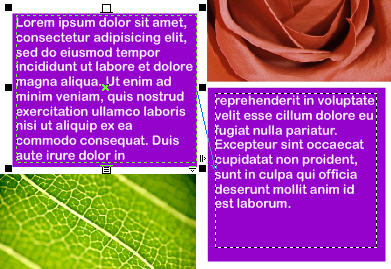 Lorem ipsum dolor sit amet,
consectetur adipisicing elit,
sed do eiusmod tempor
incididunt ut labore et dolore
magna aliqua. Ut enim ad
minim veniam, quis nostrud
exercitation ullamco laboris
nisi ut aliquip ex ea
commodo consequat. Duis
aute irure dolor in
reprehenderit in voluptate
velit esse cillum dolore eu
fugiat nulla pariatur.
Excepteur sint occaecat
cupidatat non proident,
sunt in culpa qui officia
deserunt mollit anim id
est laborum.